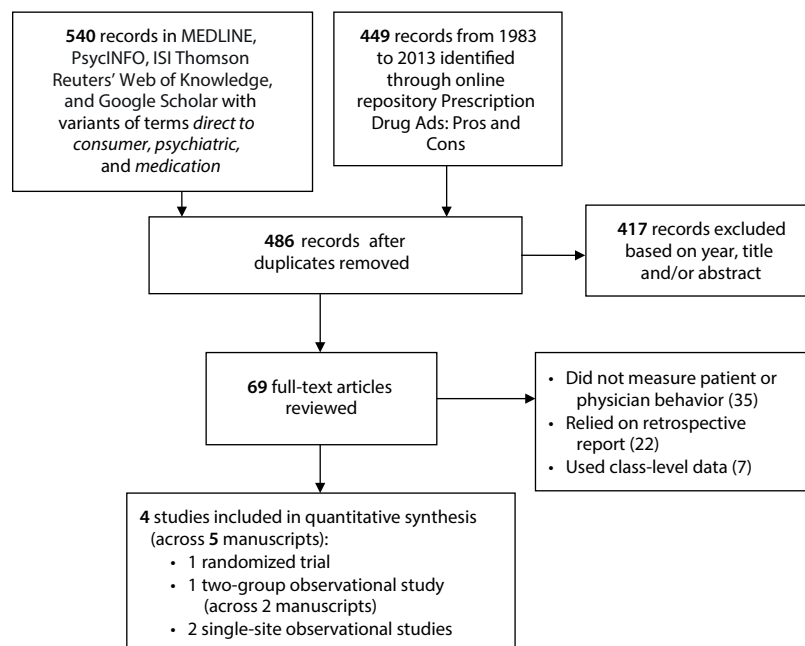 540 records in MEDLINE,
PsycINFO, ISI Thomson
Reuters’ Web of Knowledge,
and Google Scholar with
variants of terms direct to
consumer, psychiatric,
and medication
449 records from 1983
to 2013 identified
through online
repository Prescription
Drug Ads: Pros and
Cons
486 records after
duplicates removed
417 records excluded
based on year, title
and/or abstract
69 full-text articles
reviewed
• Did not measure patient or
physician behavior (35)
• Relied on retrospective
report (22)
• Used class-level data (7)
4 studies included in quantitative synthesis
(across 5 manuscripts):
• 1 randomized trial
• 1 two-group observational study
(across 2 manuscripts)
• 2 single-site observational studies